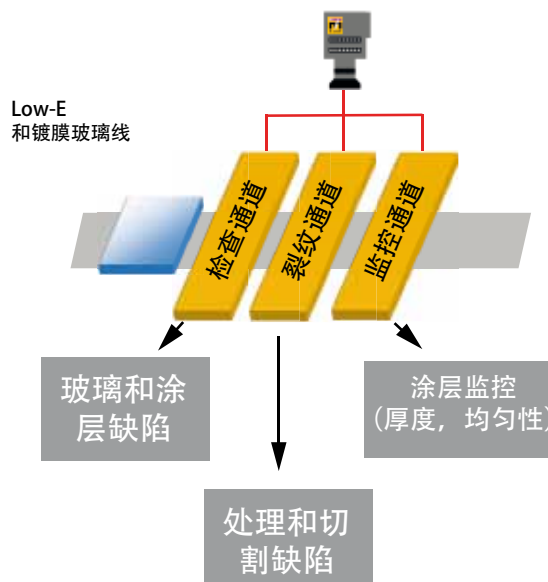 Low-E
和镀膜玻璃线
检查通道
裂纹通道
监控通道
玻璃和涂
层缺陷
涂层监控
（厚度，均匀性）
处理和切
割缺陷